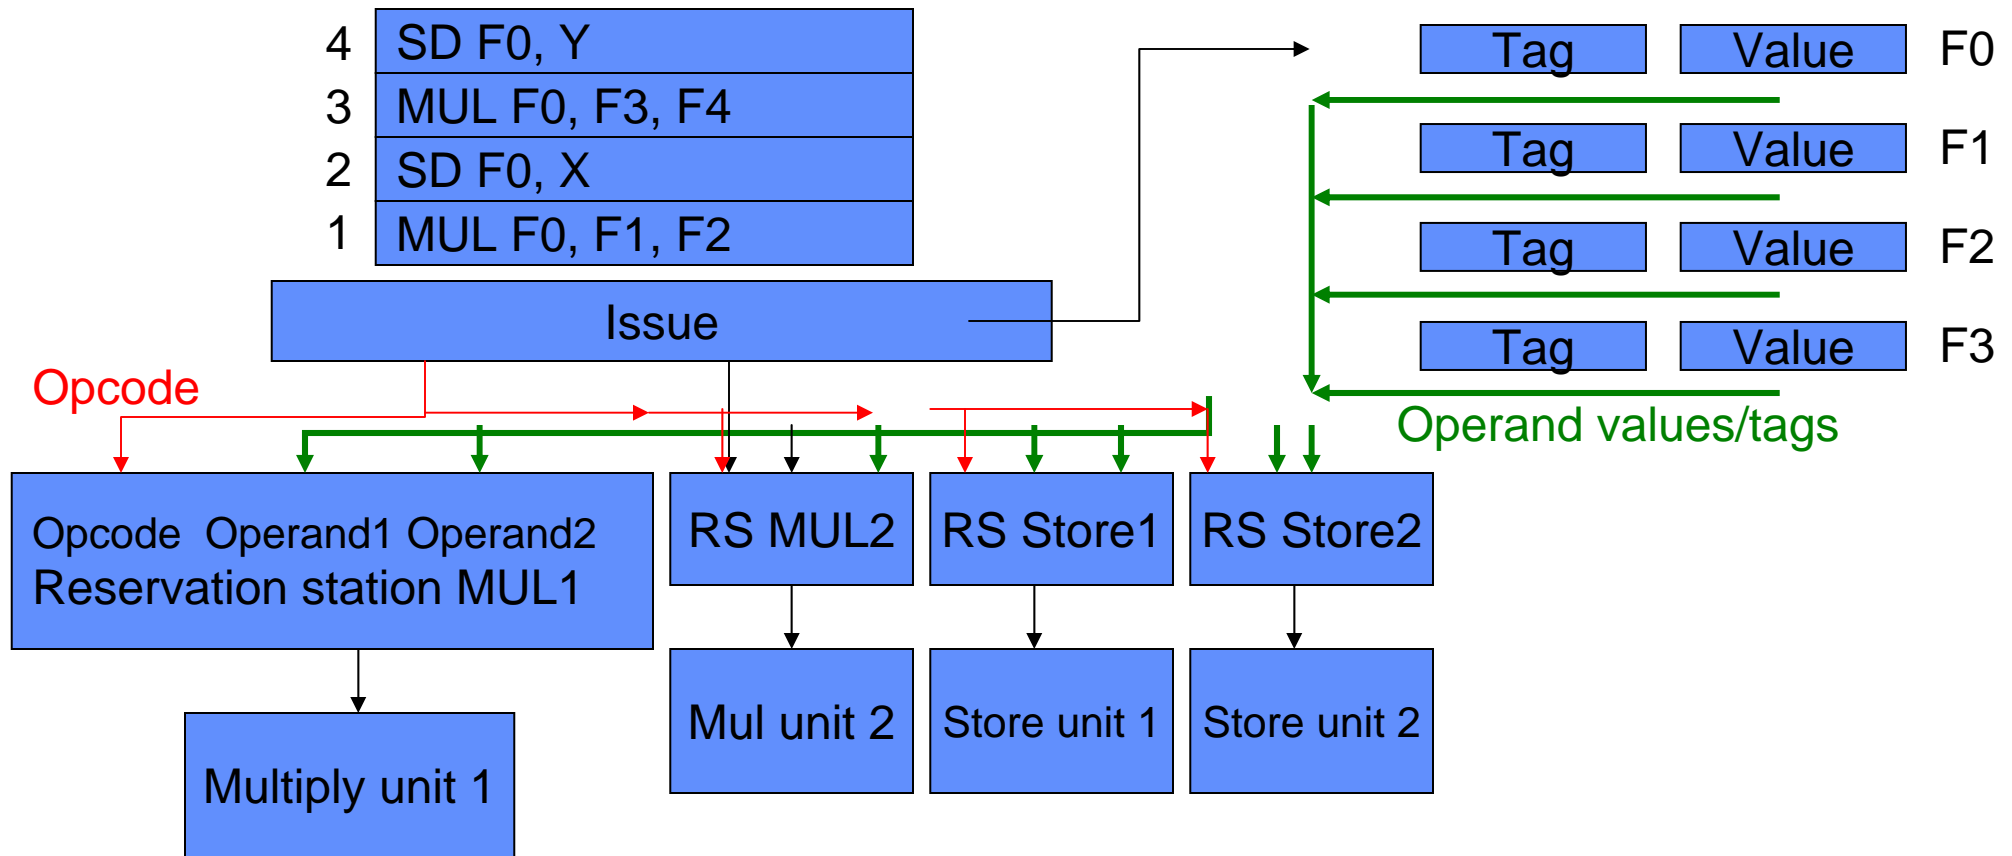 4 SD F0, Y
3 MUL F0, F3, F4
2 SD F0, X
1 MUL F0, F1, F2
Issue
Tag Value F0
Tag Value F1
Tag Value F2
Tag Value F3
Opcode
Operand values/tags
Opcode Operand1 Operand2
Reservation station MUL1
RS MUL2
RS Store1
RS Store2
Multiply unit 1
Mul unit 2
Store unit 1
Store unit 2